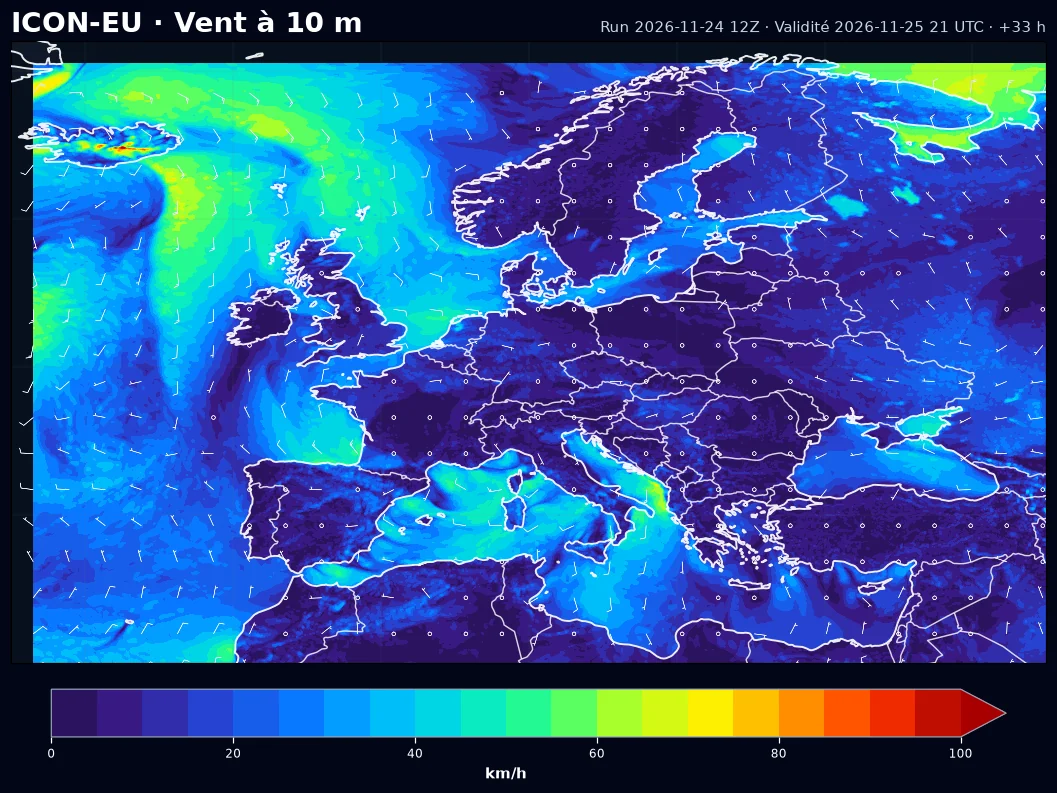 ICON-EU · Vent à 10 m
Run 2026-11-24 12Z · Validité 2026-11-25 21 UTC · +33 h
0 20 40 60 80 100
km/h